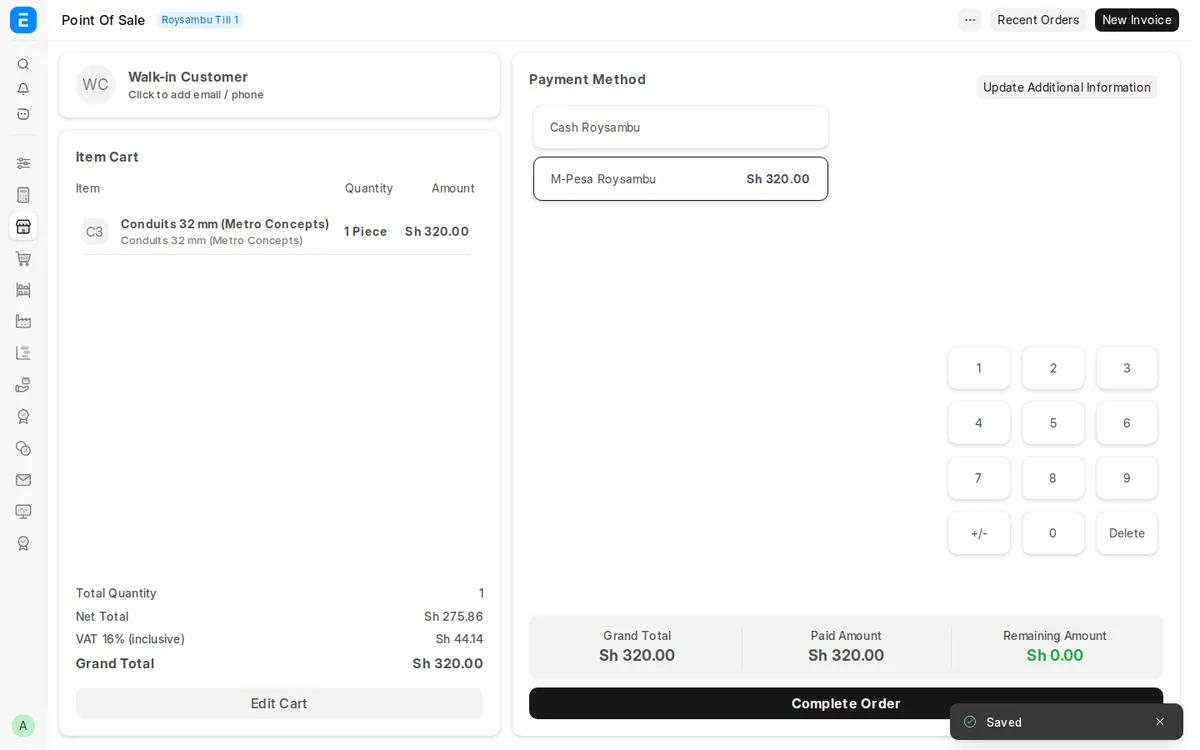 Point Of Sale
Roysambu Till 1
Recent Orders
New Invoice
WC
Walk-in Customer
Click to add email / phone
Item Cart
Item Quantity Amount
C3
Conduits 32 mm (Metro Concepts)
Conduits 32 mm (Metro Concepts)
1 Piece
Sh 320.00
Total Quantity 1
Net Total Sh 275.86
VAT 16% (inclusive) Sh 44.14
Grand Total Sh 320.00
Edit Cart
Payment Method
Update Additional Information
Cash Roysambu
M-Pesa Roysambu Sh 320.00
1 2 3
4 5 6
7 8 9
+/- 0 Delete
Grand Total Paid Amount Remaining Amount
Sh 320.00 Sh 320.00 Sh 0.00
Complete Order
Saved
A